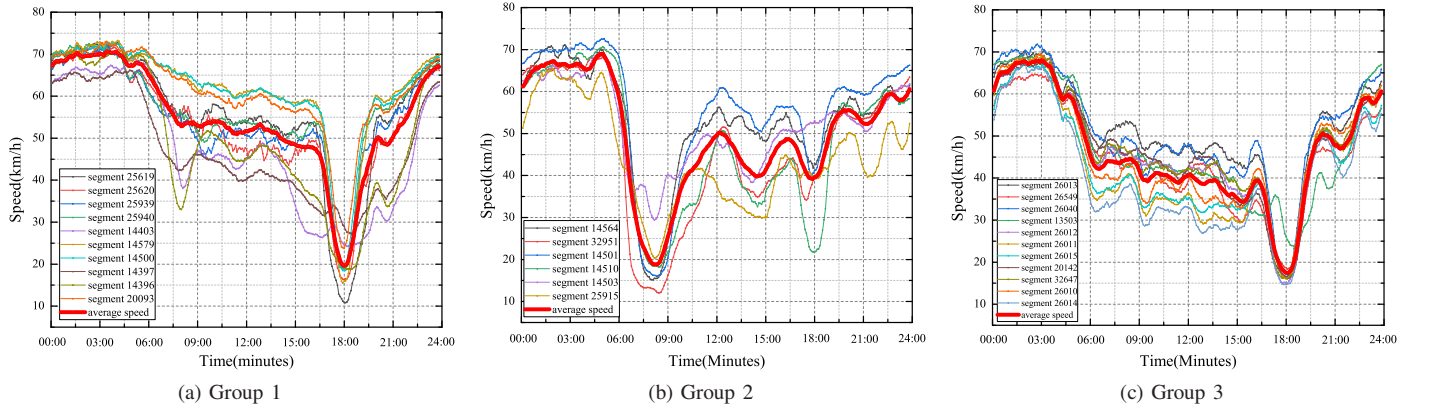 80
70
60
50
40
30
20
10
Speed(km/h)
segment 25619
segment 25620
segment 25939
segment 25940
segment 14403
segment 14579
segment 14500
segment 14397
segment 14396
segment 20093
average speed
00:00 03:00 06:00 09:00 12:00 15:00 18:00 21:00 24:00
Time(minutes)
(a) Group 1
80
70
60
50
40
30
20
10
Speed(km/h)
segment 14564
segment 32951
segment 14501
segment 14510
segment 14503
segment 25915
average speed
00:00 03:00 06:00 09:00 12:00 15:00 18:00 21:00 24:00
Time(Minutes)
(b) Group 2
80
70
60
50
40
30
20
10
Speed(km/h)
segment 26013
segment 26549
segment 26040
segment 13503
segment 26012
segment 26011
segment 26015
segment 20142
segment 32647
segment 26010
segment 26014
average speed
00:00 03:00 06:00 09:00 12:00 15:00 18:00 21:00 24:00
Time(Minutes)
(c) Group 3